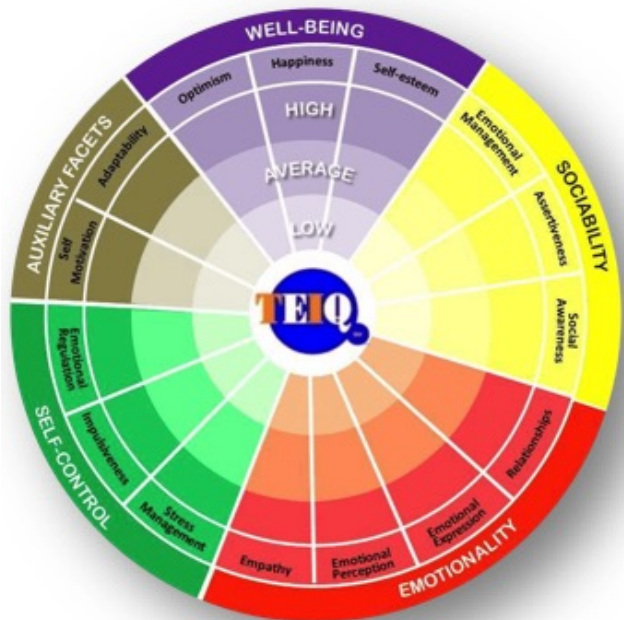 WELL-BEING
Optimism
Happiness
Self-esteem
HIGH
AVERAGE
LOW
SOCIABILITY
Emotional
Management
Assertiveness
Social
Awareness
EMOTIONALITY
Relationships
Emotional
Expression
Emotional
Perception
Empathy
SELF-CONTROL
Stress
Management
Impulsiveness
Emotional
Regulation
AUXILIARY FACETS
Self
Motivation
Adaptability
TEIQ